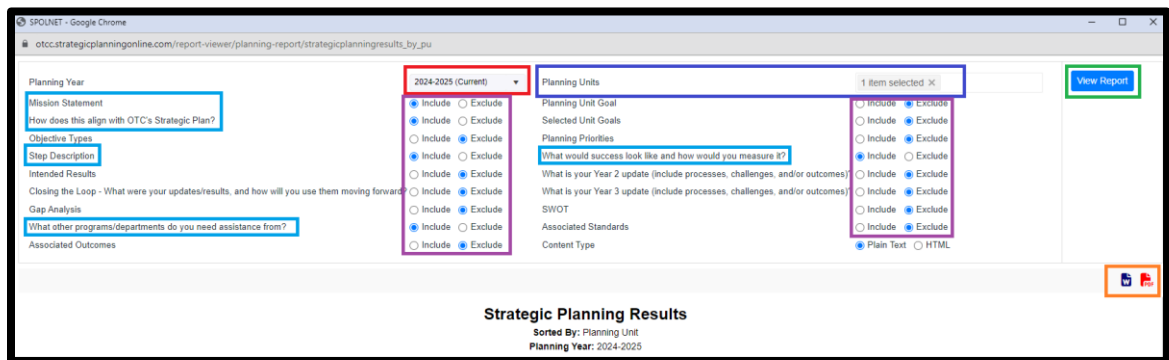 SPOLNET - Google Chrome
otcc.strategicplanningonline.com/report-viewer/planning-report/strategicplanningresults_by_pu
Planning Year 2024-2025 (Current) Planning Units 1 item selected × View Report
Mission Statement Include Exclude Planning Unit Goal Include Exclude
How does this align with OTC's Strategic Plan? Include Exclude Selected Unit Goals Include Exclude
Objective Types Include Exclude Planning Priorities Include Exclude
Step Description Include Exclude What would success look like and how would you measure it? Include Exclude
Intended Results Include Exclude What is your Year 2 update (include processes, challenges, and/or outcomes)? Include Exclude
Closing the Loop - What were your updates/results, and how will you use them moving forward? Include Exclude What is your Year 3 update (include processes, challenges, and/or outcomes)? Include Exclude
Gap Analysis Include Exclude SWOT Include Exclude
What other programs/departments do you need assistance from? Include Exclude Associated Standards Include Exclude
Associated Outcomes Include Exclude Content Type Plain Text HTML
W PDF
Strategic Planning Results
Sorted By: Planning Unit
Planning Year: 2024-2025